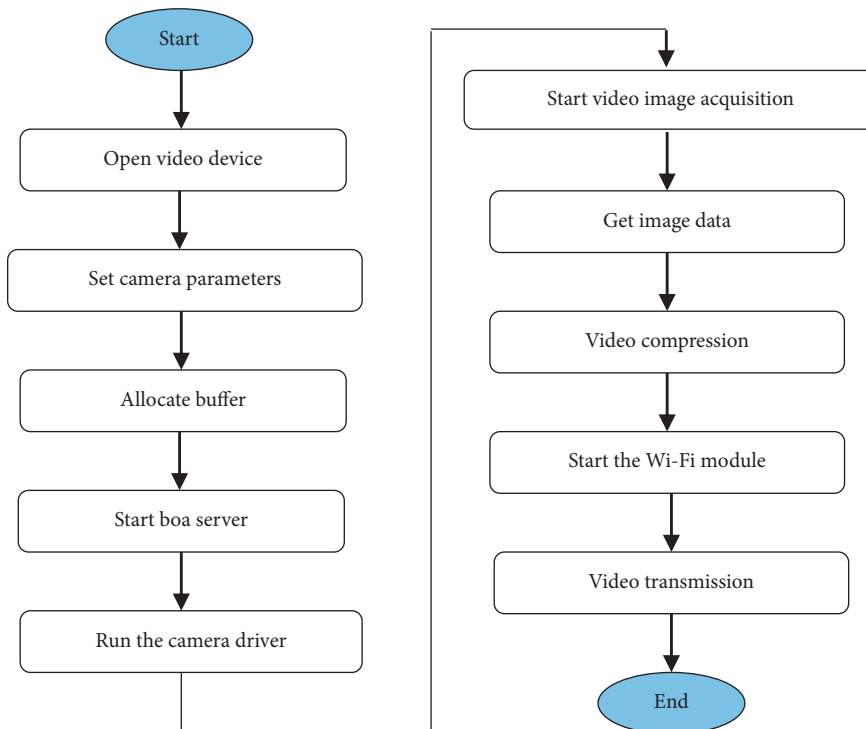 Start
Open video device
Set camera parameters
Allocate buffer
Start boa server
Run the camera driver
Start video image acquisition
Get image data
Video compression
Start the Wi-Fi module
Video transmission
End